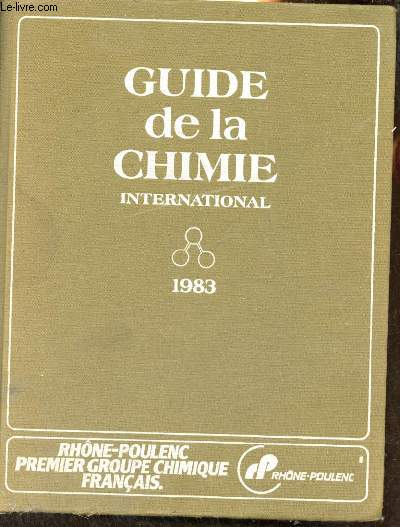 Le-livre.com
GUIDE
de la
CHIMIE
INTERNATIONAL
1983
RHÔNE-POULENC
PREMIER GROUPE CHIMIQUE
FRANÇAIS.
RHÔNE-POULENC